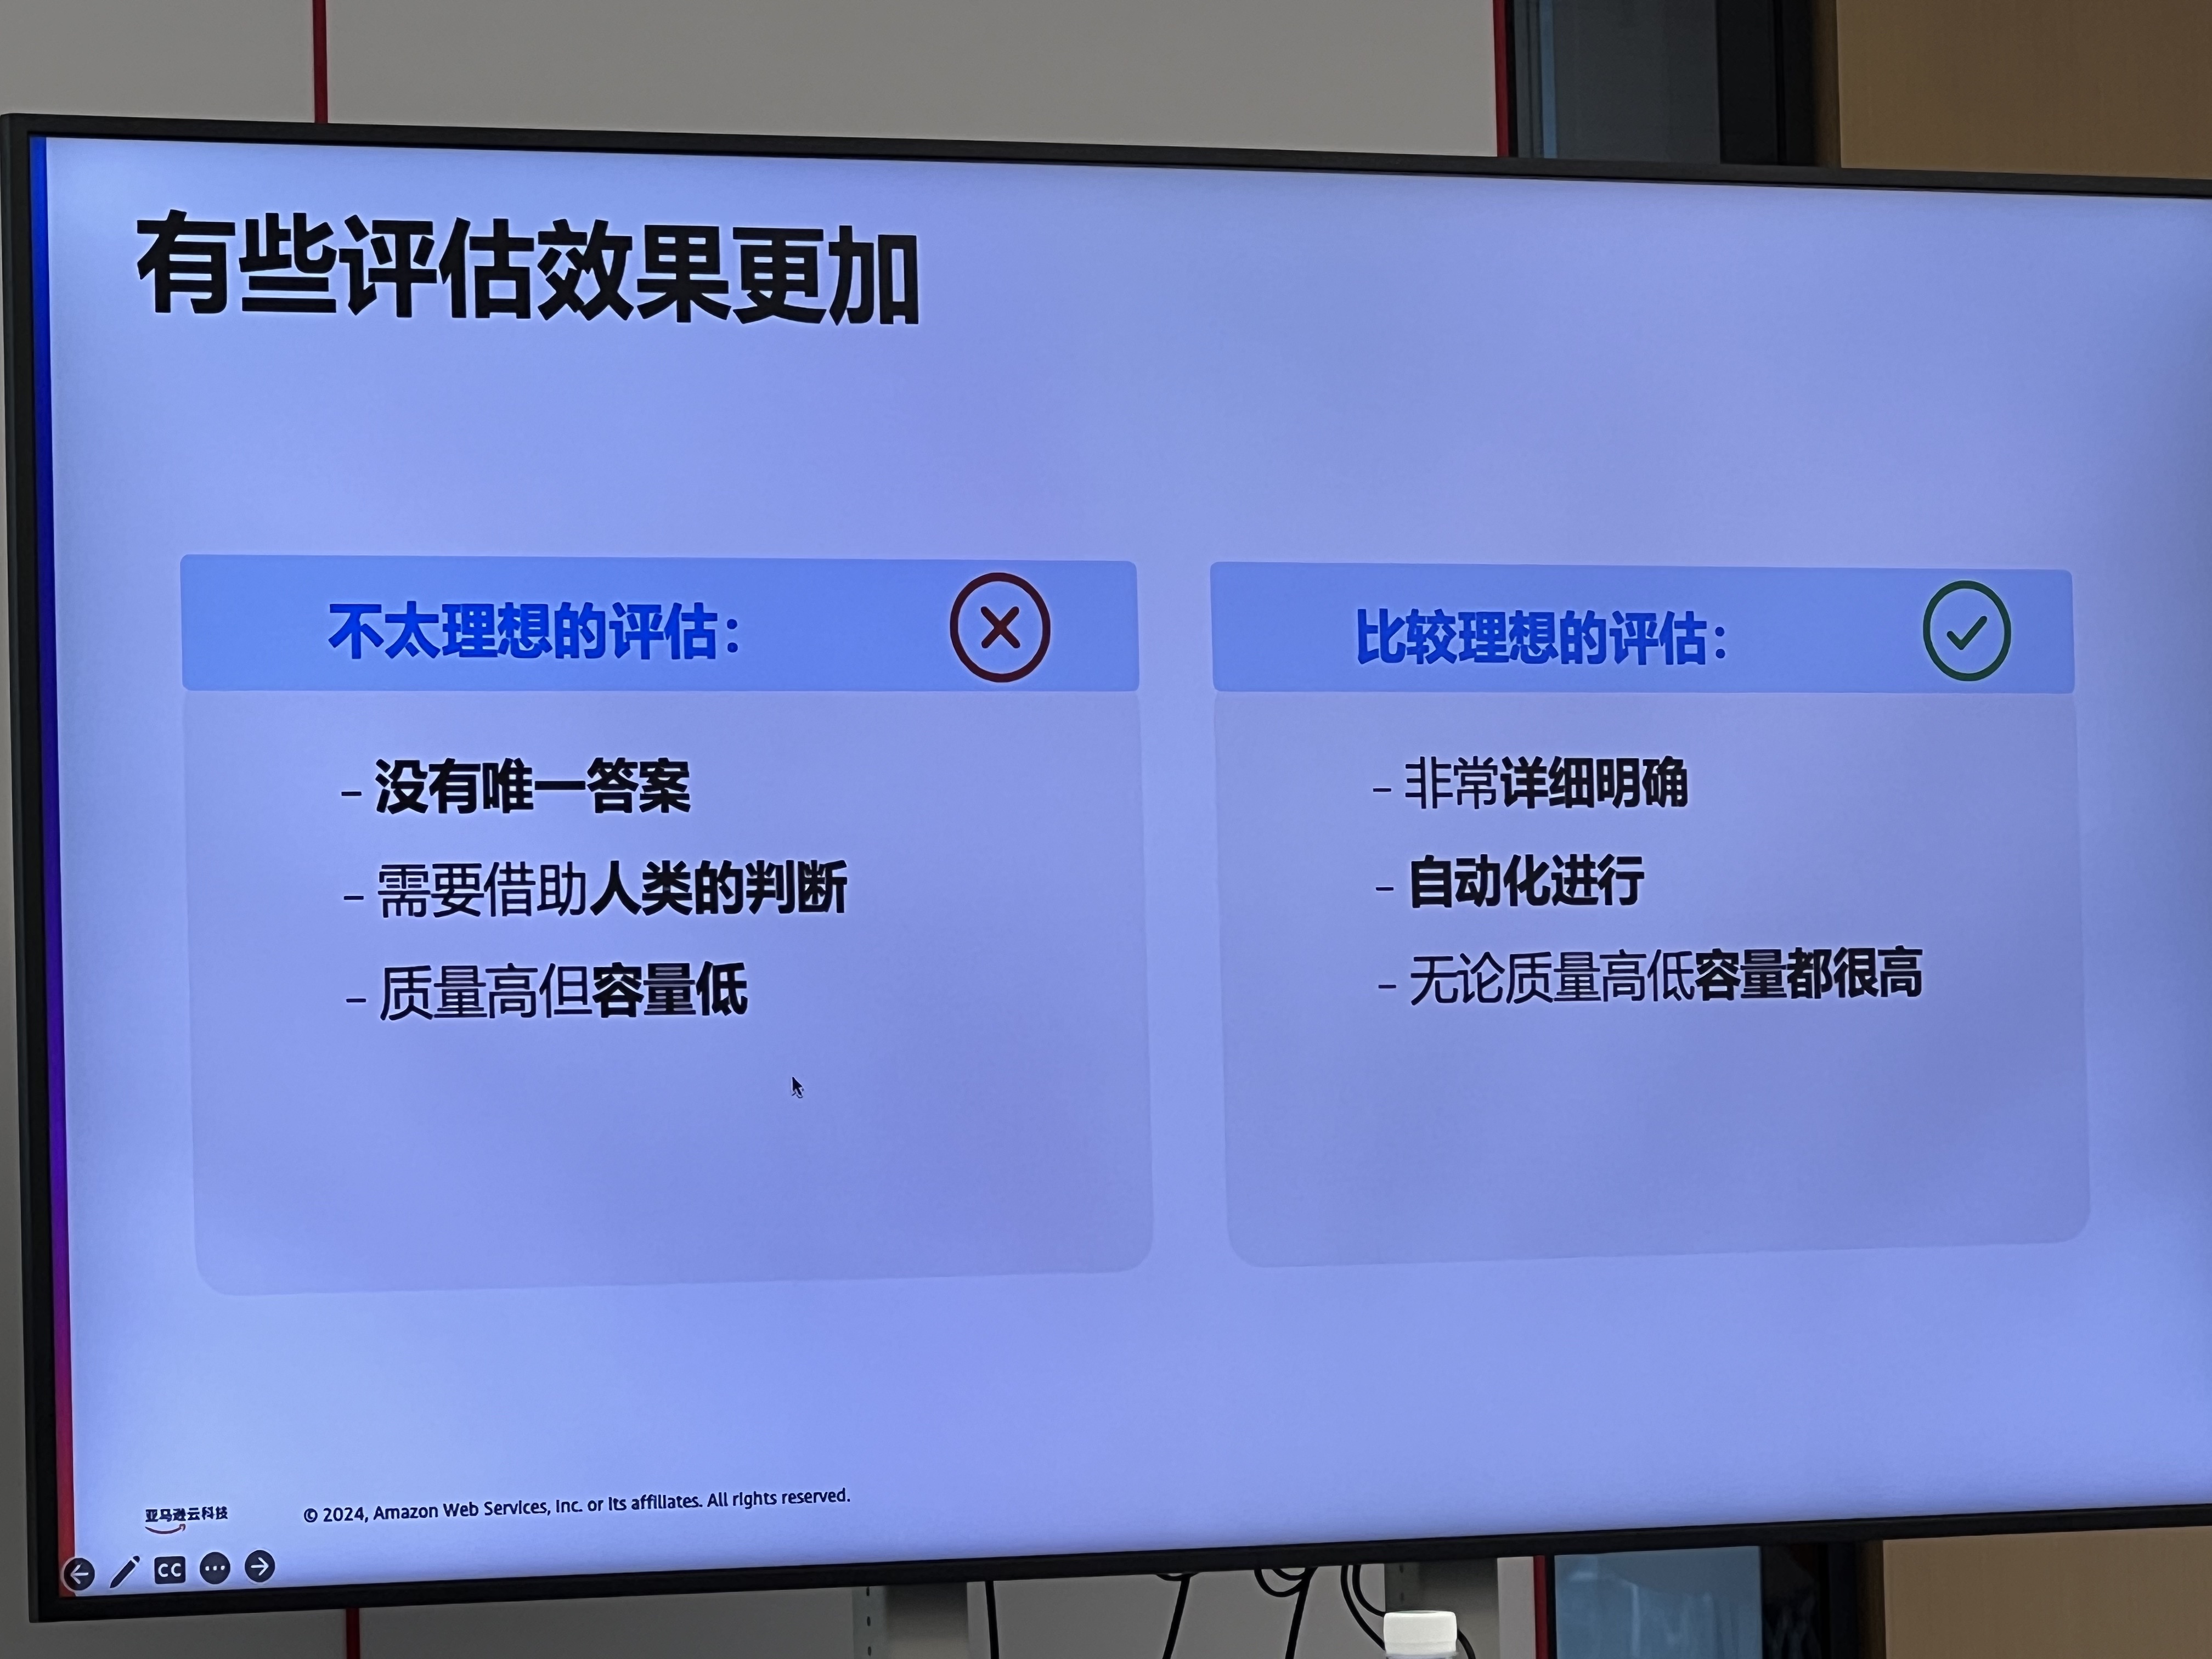 有些评估效果更加
不太理想的评估：
– 没有唯一答案
– 需要借助人类的判断
– 质量高但容量低
比较理想的评估：
– 非常详细明确
– 自动化进行
– 无论质量高低容量都很高
亚马逊云科技
© 2024, Amazon Web Services, Inc. or its affiliates. All rights reserved.
CC